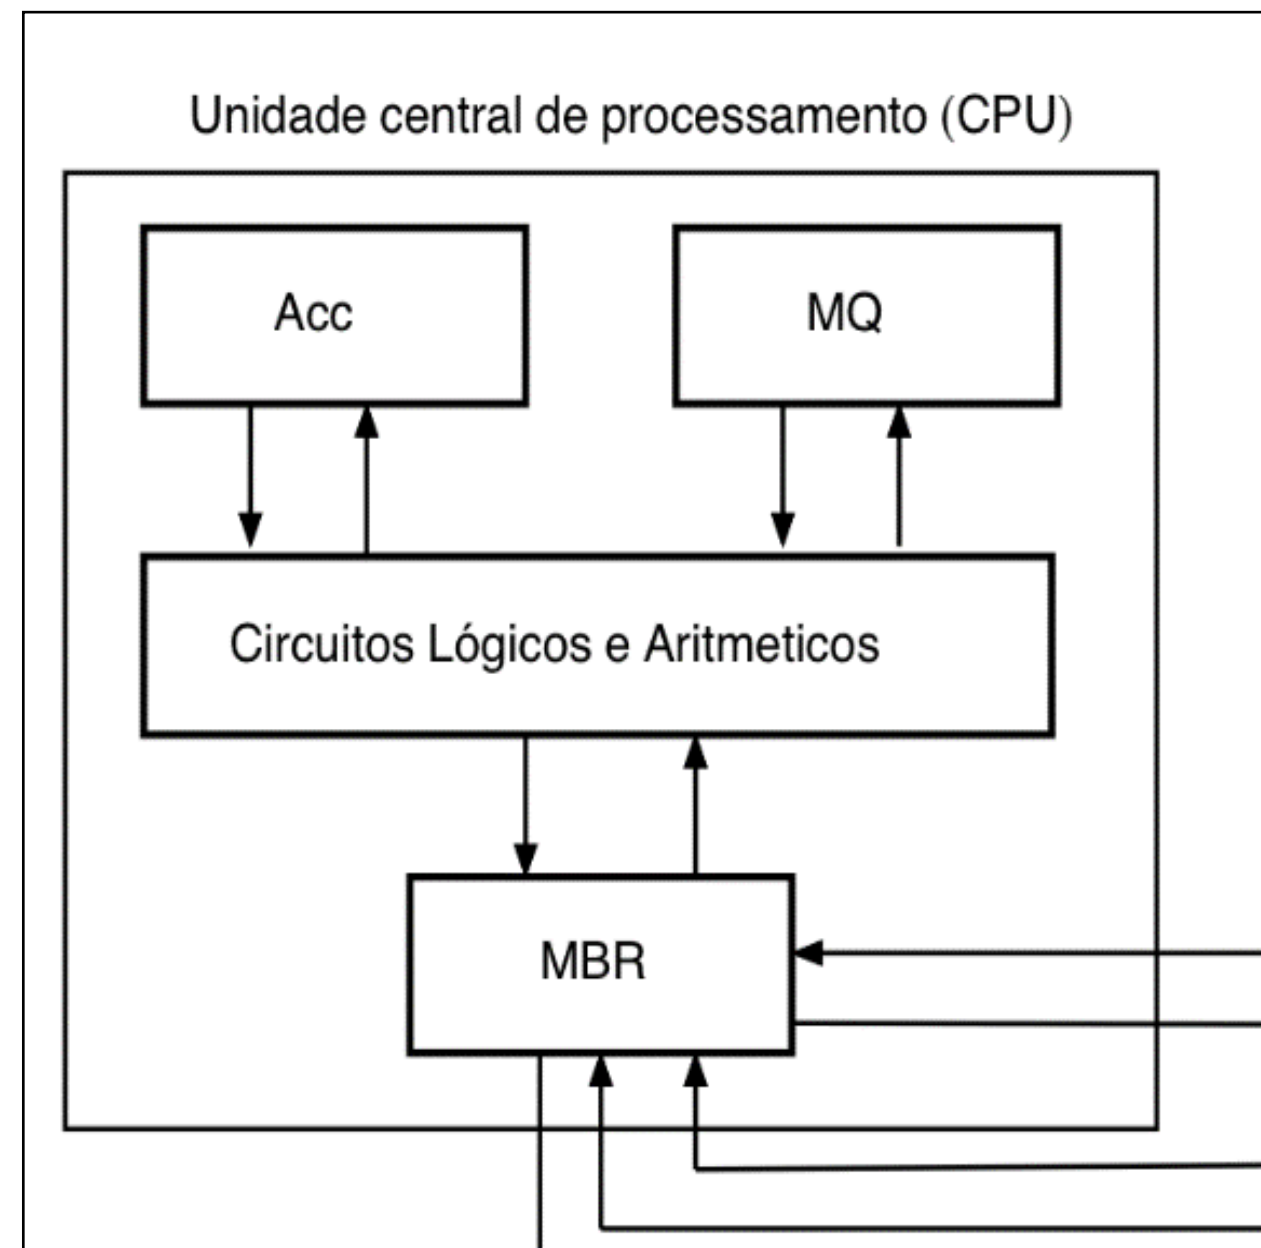 Unidade central de processamento (CPU)
Acc
MQ
Circuitos Lógicos e Aritmeticos
MBR